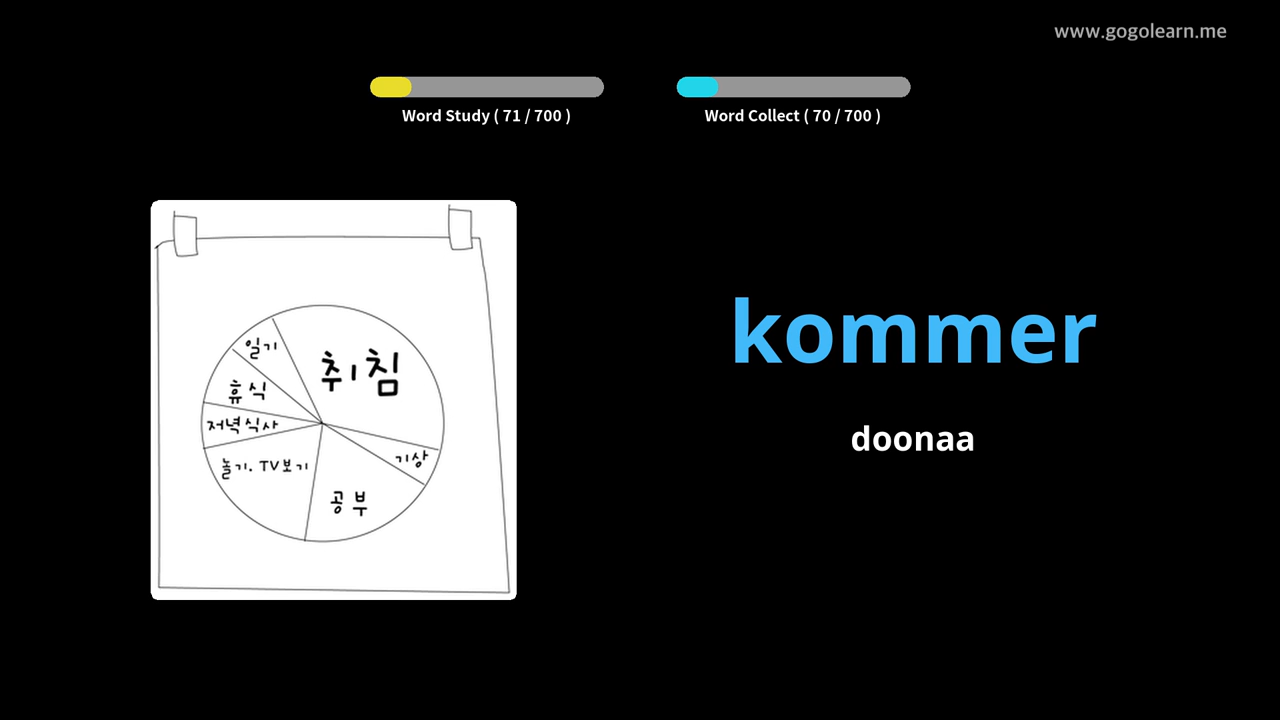 www.gogolearn.me
Word Study ( 71 / 700 )
Word Collect ( 70 / 700 )
일기
취침
휴식
저녁식사
놀기. TV보기
기상
공부
kommer
doonaa